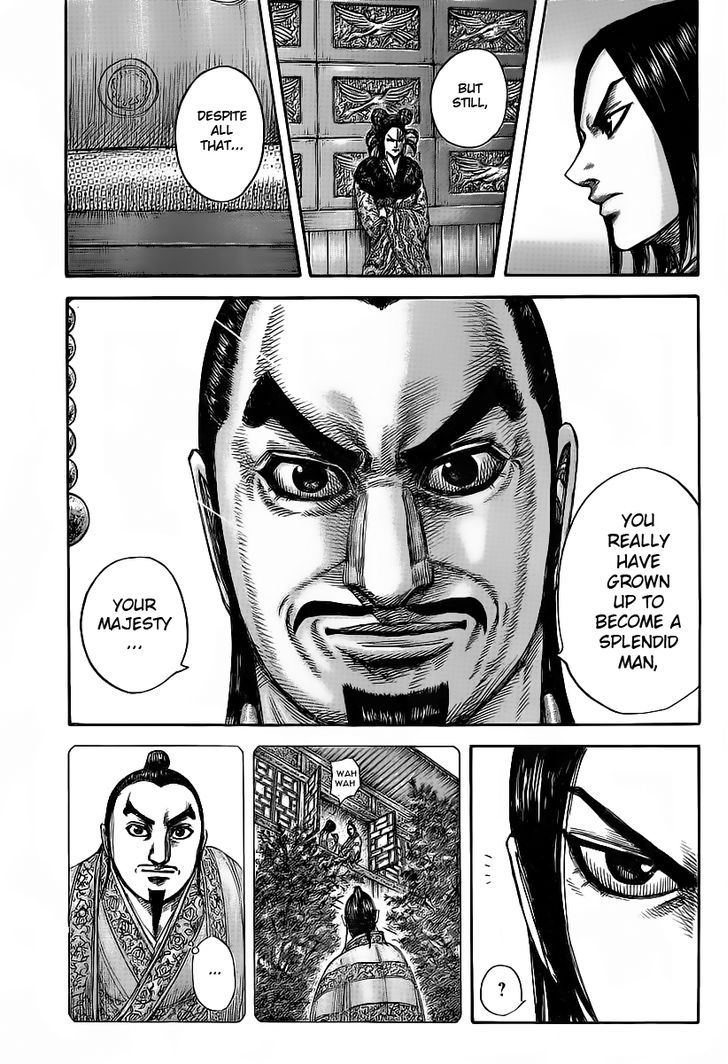 BUT
STILL,
DESPITE
ALL
THAT...
YOU
REALLY
HAVE
GROWN
UP TO
BECOME A
SPLENDID
MAN,
YOUR
MAJESTY
...
?
WAH
WAH
...